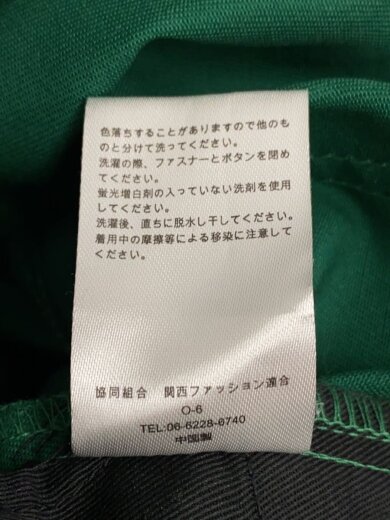 色落ちすることがありますので他のも
のと分けて洗ってください。
洗濯の際、ファスナーとボタンを閉め
てください。
蛍光増白剤の入っていない洗剤を使用
してください。
洗濯後、直ちに脱水し干してください。
着用中の摩擦等による移染に注意して
ください。
協同組合 関西ファッション連合
O-6
TEL:06-6228-6740
中国製